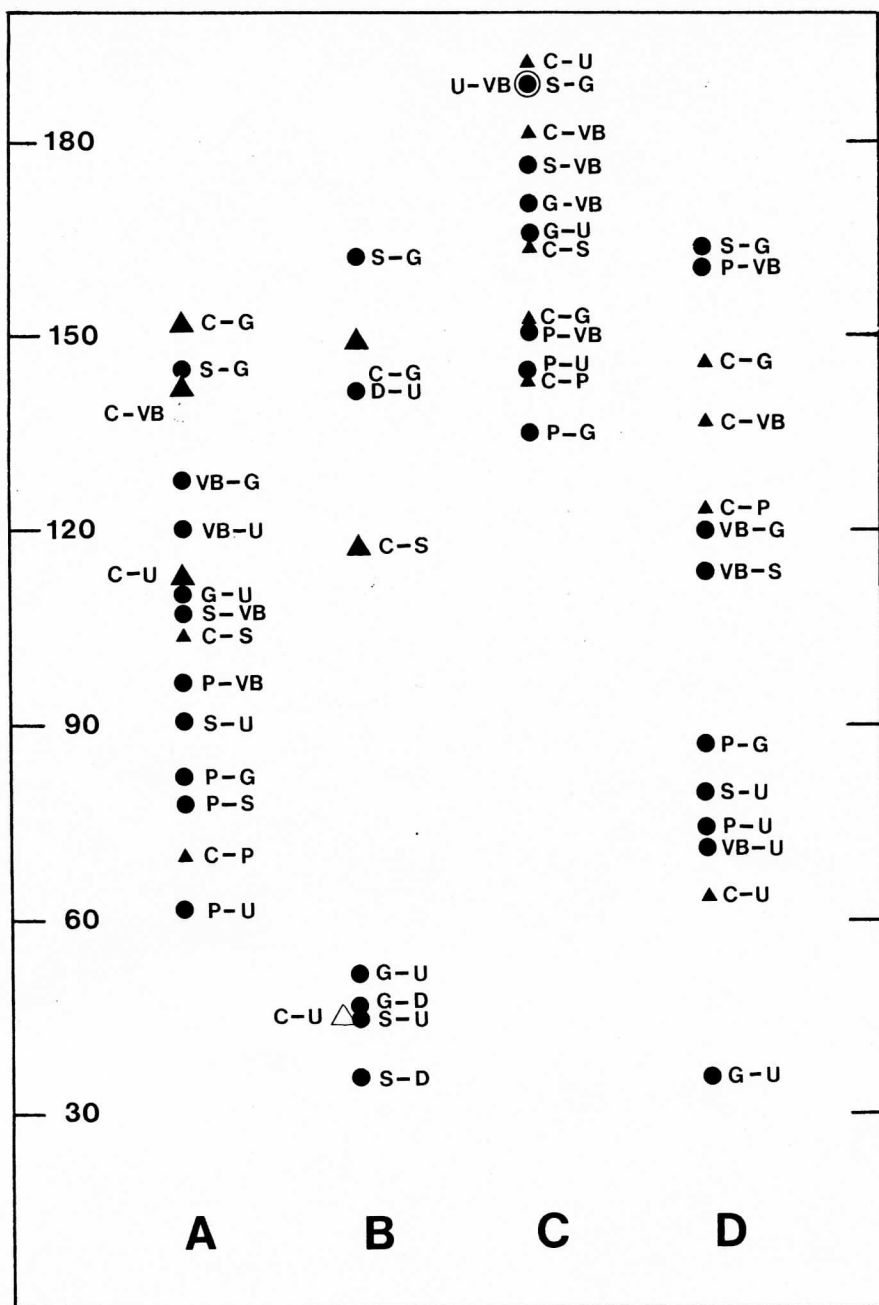 C-U
U-VB S-G
180 C-VB
S-VB
G-VB
G-U
C-S
S-G S-G
P-VB
C-G C-G
150 P-VB
S-G P-U C-G
C-G C-P
C-VB D-U
P-G C-VB
VB-G
C-P
120 VB-U VB-G
C-S
C-U VB-S
G-U
S-VB
C-S
P-VB
90 S-U
P-G P-G
P-S S-U
P-U
C-P VB-U
C-U
60 P-U
G-U
G-D
C-U S-U
S-D G-U
30
A B C D